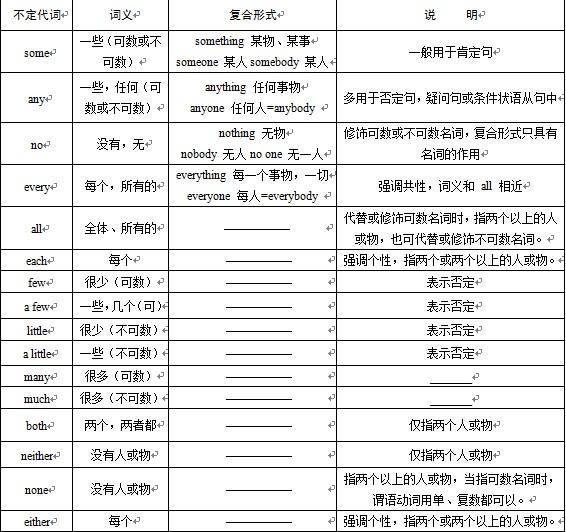 不定代词 词义 复合形式 说 明
some 一些（可数或不可数） something 某物、某事 一般用于肯定句
someone 某人 somebody 某人
any 一些，任何（可数或不可数） anything 任何事物 多用于否定句，疑问句或条件状语从句中
anyone 任何人=anybody
no 没有，无 nothing 无物 修饰可数或不可数名词，复合形式只具有
nobody 无人 no one 无一人 名词的作用
every 每个，所有的 everything 每一个事物，一切 强调共性，词义和 all 相近
everyone 每人=everybody
all 全体、所有的 代替或修饰可数名词时，指两个以上的人
或物，也可代替或修饰不可数名词。
each 每个 强调个性，指两个或两个以上的人或物。
few 很少（可数） 表示否定
a few 一些，几个（可） 表示否定
little 很少（不可数） 表示否定
a little 一些（不可数） 表示否定
many 很多（可数）
much 很多（不可数）
both 两个，两者都 仅指两个人或物
neither 没有人或物 仅指两个人或物
none 没有人或物 指两个以上的人或物，当指可数名词时，
谓语动词用单、复数都可以。
either 每个 强调个性，指两个或两个以上的人或物。